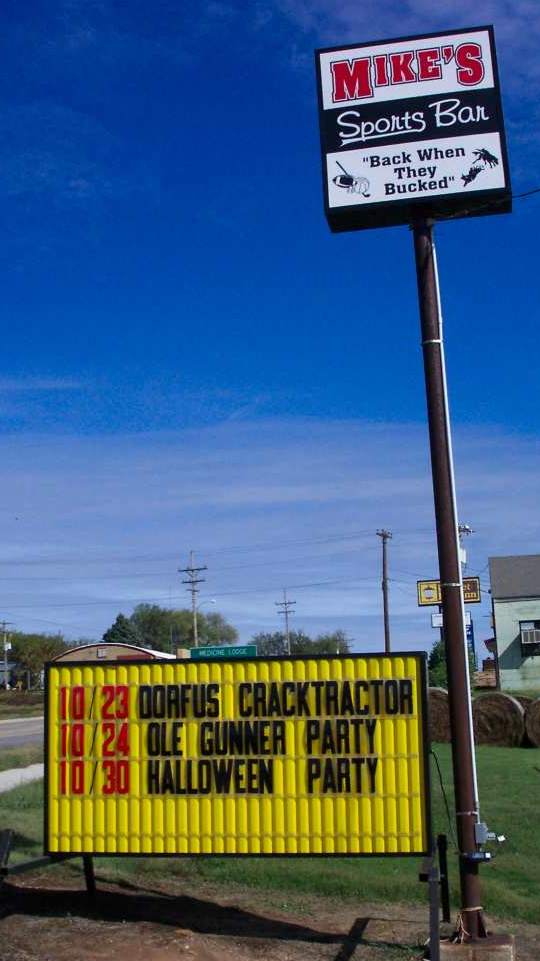 MIKE'S
Sports Bar
"Back When
They
Bucked"
MEDICINE LODGE
10/23 DORFUS CRACKTRACTOR
10/24 OLE GUNNER PARTY
10/30 HALLOWEEN PARTY